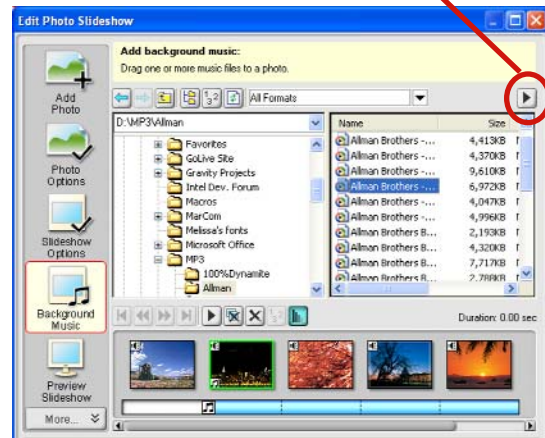 Edit Photo Slideshow
Add background music:
Drag one or more music files to a photo.
Add
Photo
All Formats
D:\MP3\Allman
Name Size
Favorites
GoLive Site
Gravity Projects
Intel Dev. Forum
Macros
MarCom
Melissa's fonts
Microsoft Office
MP3
100%Dynamite
Allman
Allman Brothers -... 4,413KB
Allman Brothers -... 4,370KB
Allman Brothers -... 9,610KB
Allman Brothers -... 6,972KB
Allman Brothers -... 4,047KB
Allman Brothers -... 4,996KB
Allman Brothers B... 2,193KB
Allman Brothers B... 4,320KB
Allman Brothers B... 7,717KB
Allman Brothers B... 2,788KB
Photo
Options
Slideshow
Options
Background
Music
Duration: 0.00 sec
Preview
Slideshow
More...